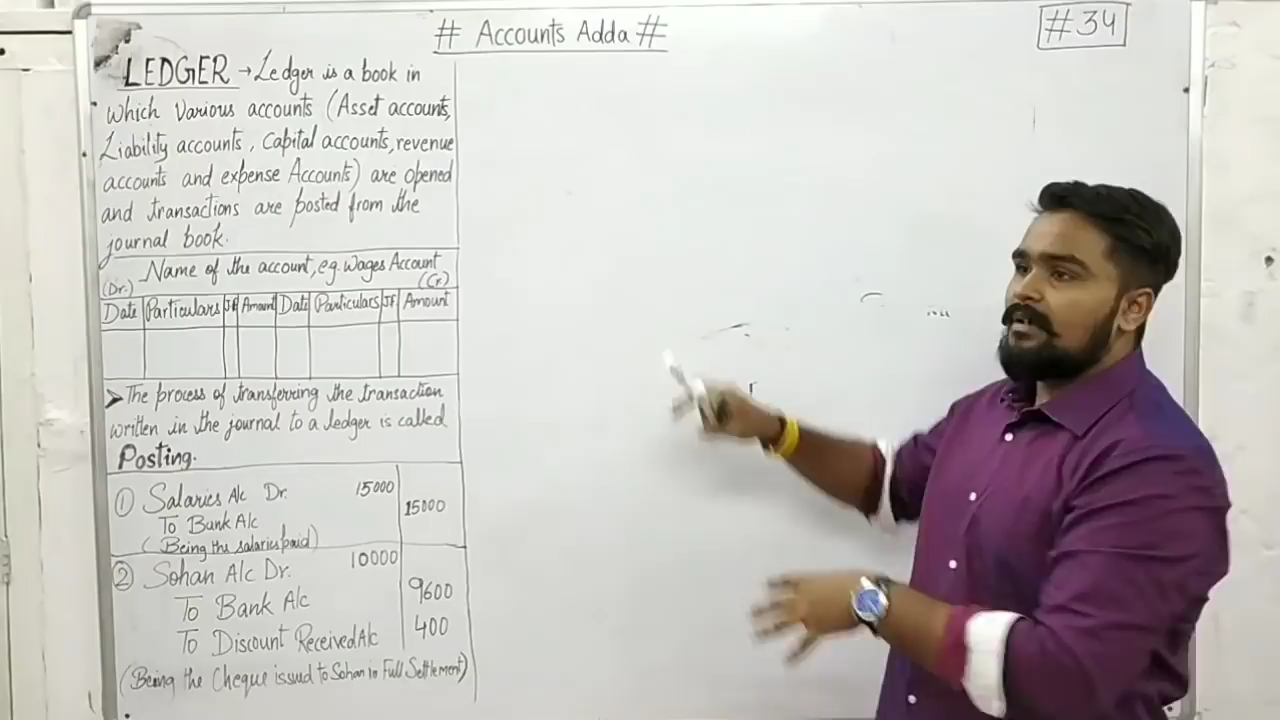 # Accounts Adda #
#34
LEDGER → Ledger is a book in
which various accounts (Asset accounts,
Liability accounts, Capital accounts, revenue
accounts and expense Accounts) are opened
and transactions are posted from the
journal book.
Name of the account, eg. Wages Account
(Dr.) (Cr)
Date Particulars JF Amount Date Particulars JF Amount
➤ The process of transferring the transaction
written in the journal to a ledger is called
Posting.
① Salaries A/c Dr. 15000
To Bank A/c 15000
(Being the salaries paid)
② Sohan A/c Dr. 10000
To Bank A/c 9600
To Discount Received A/c 400
(Being the Cheque issued to Sohan in Full Settlement)